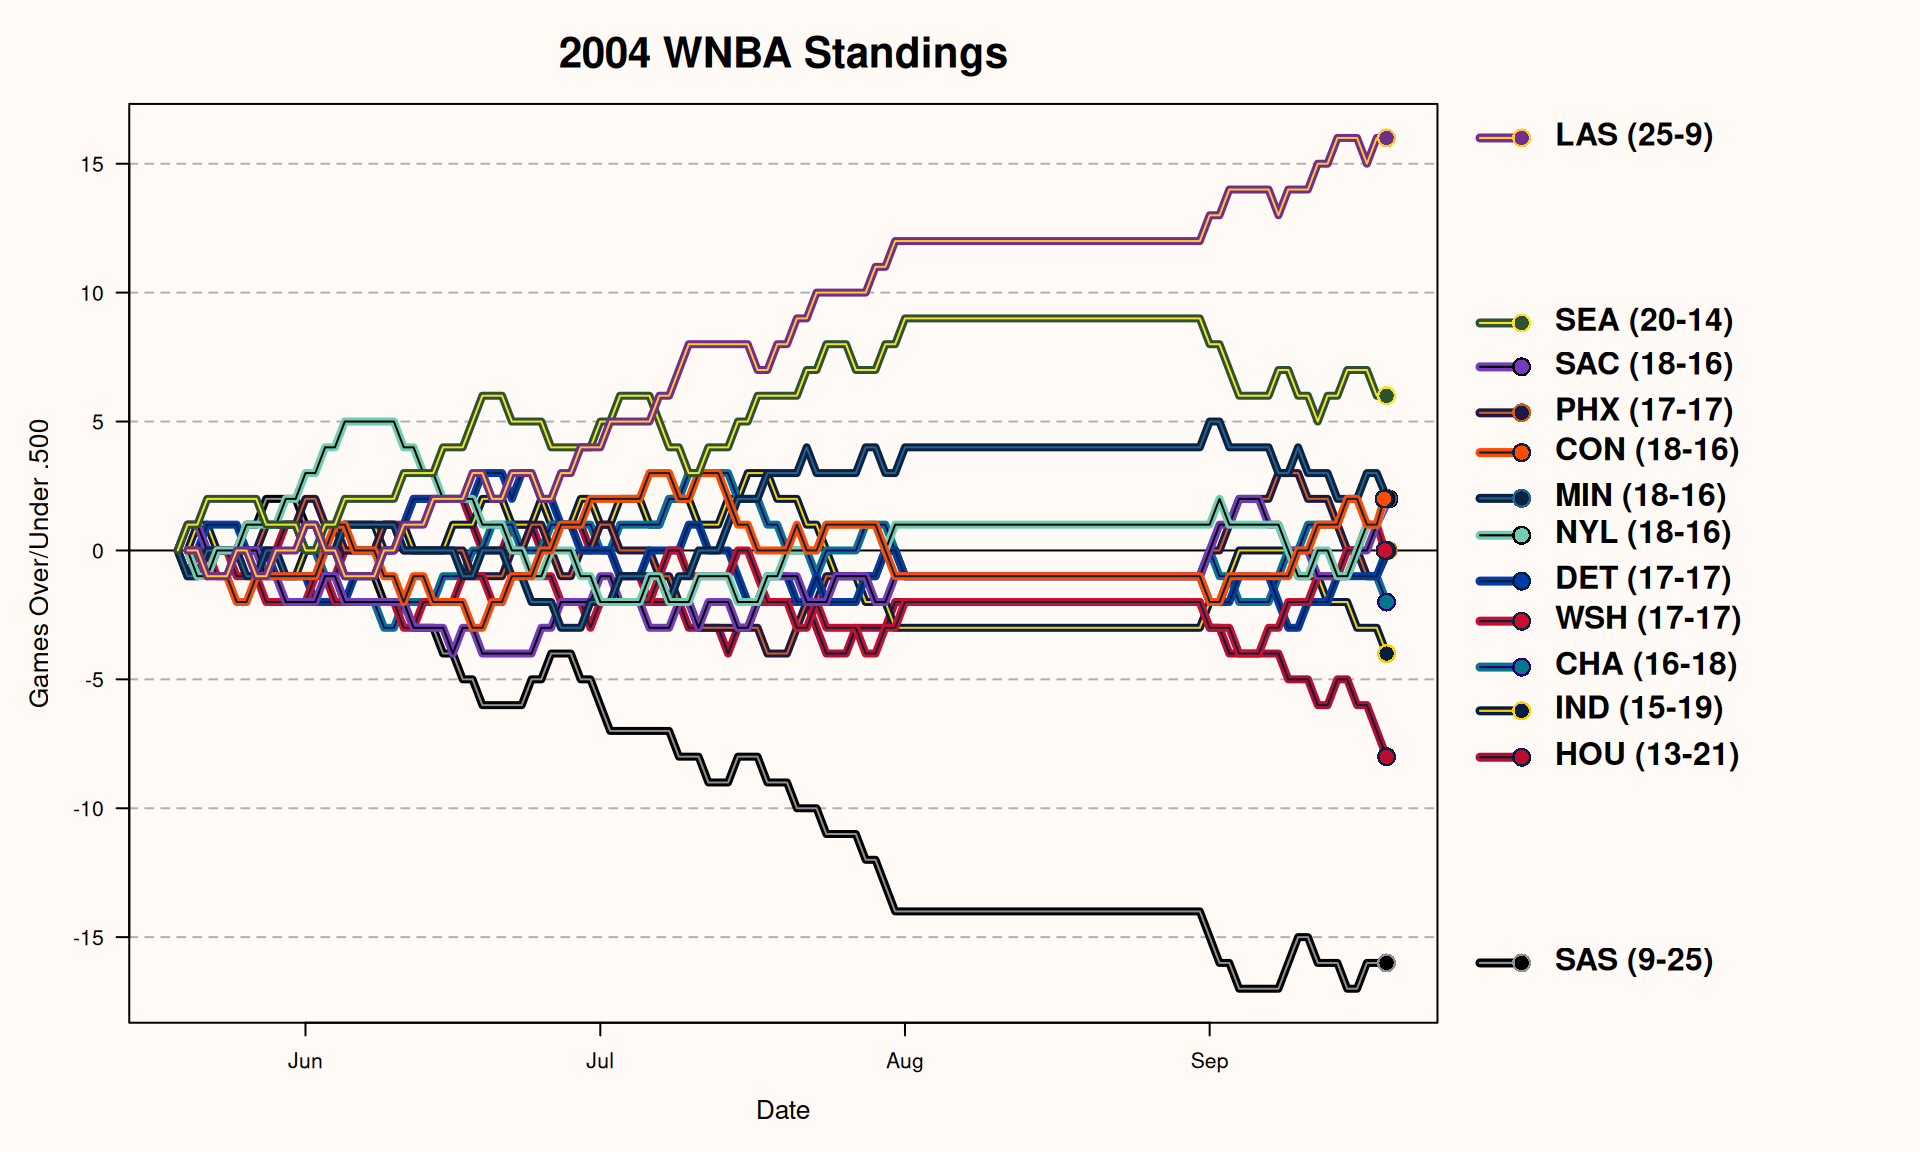 2004 WNBA Standings
Games Over/Under .500
15
10
5
0
-5
-10
-15
Jun
Jul
Aug
Sep
Date
LAS (25-9)
SEA (20-14)
SAC (18-16)
PHX (17-17)
CON (18-16)
MIN (18-16)
NYL (18-16)
DET (17-17)
WSH (17-17)
CHA (16-18)
IND (15-19)
HOU (13-21)
SAS (9-25)